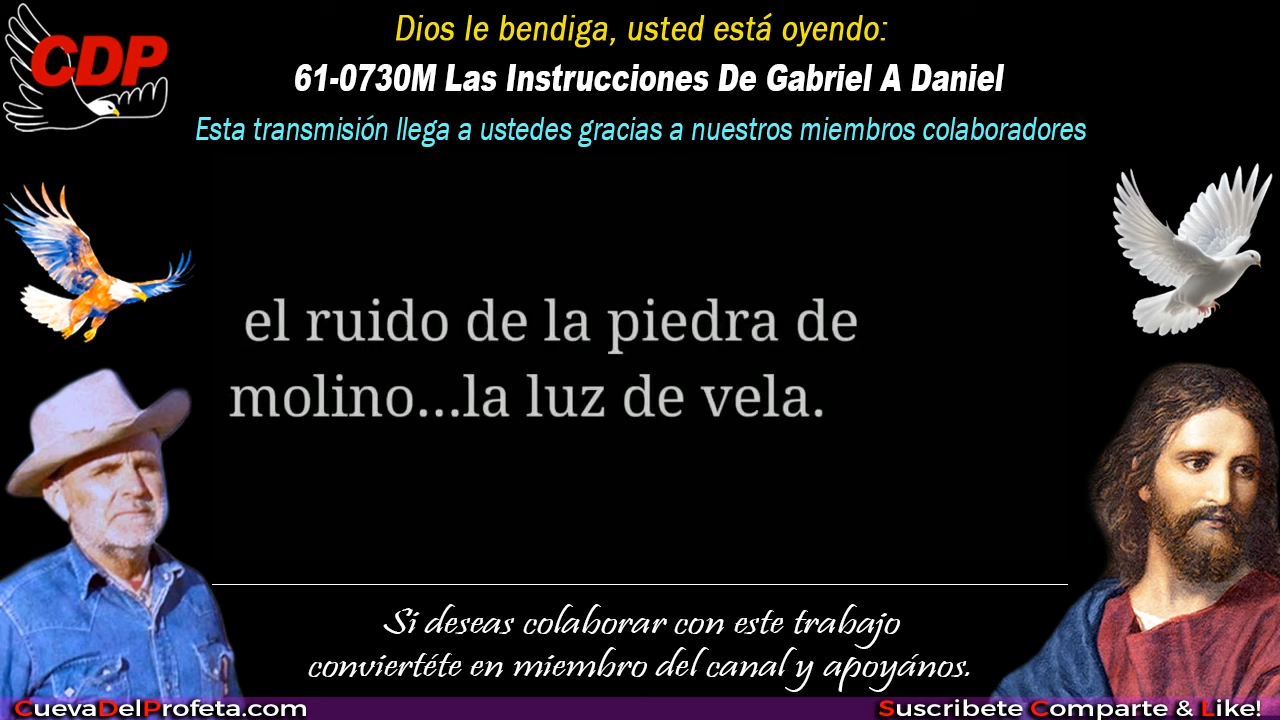 CDP
Dios le bendiga, usted está oyendo:
61-0730M Las Instrucciones De Gabriel A Daniel
Esta transmisión llega a ustedes gracias a nuestros miembros colaboradores
el ruido de la piedra de
molino...la luz de vela.
Si deseas colaborar con este trabajo
conviertéte en miembro del canal y apoyános.
CuevaDelProfeta.com
Suscribete Comparte & Like!